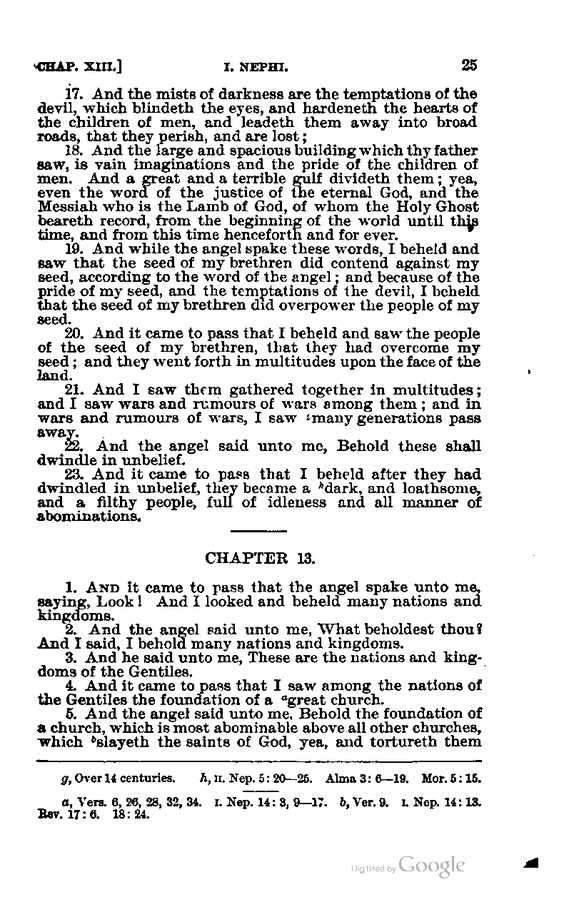 CHAP. XIII.] I. NEPHI. 25
17. And the mists of darkness are the temptations of the
devil, which blindeth the eyes, and hardeneth the hearts of
the children of men, and leadeth them away into broad
roads, that they perish, and are lost;
18. And the large and spacious building which thy father
saw, is vain imaginations and the pride of the children of
men. And a great and a terrible gulf divideth them; yea,
even the word of the justice of the eternal God, and the
Messiah who is the Lamb of God, of whom the Holy Ghost
beareth record, from the beginning of the world until this
time, and from this time henceforth and for ever.
19. And while the angel spake these words, I beheld and
saw that the seed of my brethren did contend against my
seed, according to the word of the angel; and because of the
pride of my seed, and the temptations of the devil, I beheld
that the seed of my brethren did overpower the people of my
seed.
20. And it came to pass that I beheld and saw the people
of the seed of my brethren, that they had overcome my
seed; and they went forth in multitudes upon the face of the
land.
21. And I saw them gathered together in multitudes;
and I saw wars and rumours of wars among them; and in
wars and rumours of wars, I saw many generations pass
away.
22. And the angel said unto me, Behold these shall
dwindle in unbelief.
23. And it came to pass that I beheld after they had
dwindled in unbelief, they became a hdark, and loathsome,
and a filthy people, full of idleness and all manner of
abominations.
CHAPTER 13.
1. AND it came to pass that the angel spake unto me,
saying, Look! And I looked and beheld many nations and
kingdoms.
2. And the angel said unto me, What beholdest thou?
And I said, I behold many nations and kingdoms.
3. And he said unto me, These are the nations and king-
doms of the Gentiles.
4. And it came to pass that I saw among the nations of
the Gentiles the foundation of a agreat church.
5. And the angel said unto me, Behold the foundation of
a church, which is most abominable above all other churches,
which bslayeth the saints of God, yea, and tortureth them
g, Over 14 centuries. h, II. Nep. 5: 20—25. Alma 3: 6—19. Mor. 5: 15.
a, Vers. 6, 26, 28, 32, 34. I. Nep. 14: 3, 9—17. b, Ver. 9. I. Nep. 14: 13.
Rev. 17: 6. 18: 24.
Digitized by Google